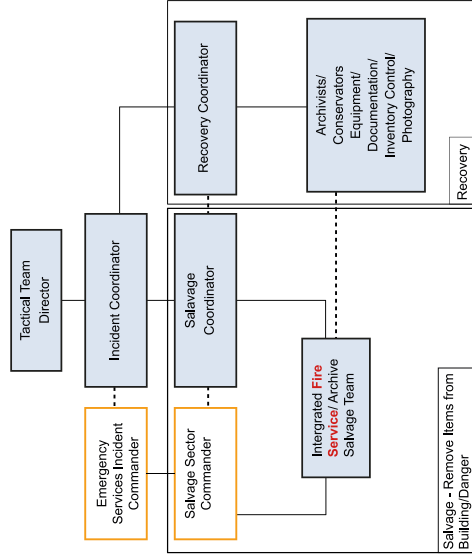 Tactical Team
Director
Emergency
Services Incident
Commander
Incident Coordinator
Salvage Sector
Commander
Salavage
Coordinator
Recovery Coordinator
Intergrated Fire
Service/ Archive
Salvage Team
Archivists/
Conservators
Equipment/
Documentation/
Inventory Control/
Photography
Salvage - Remove Items from
Building/Danger
Recovery